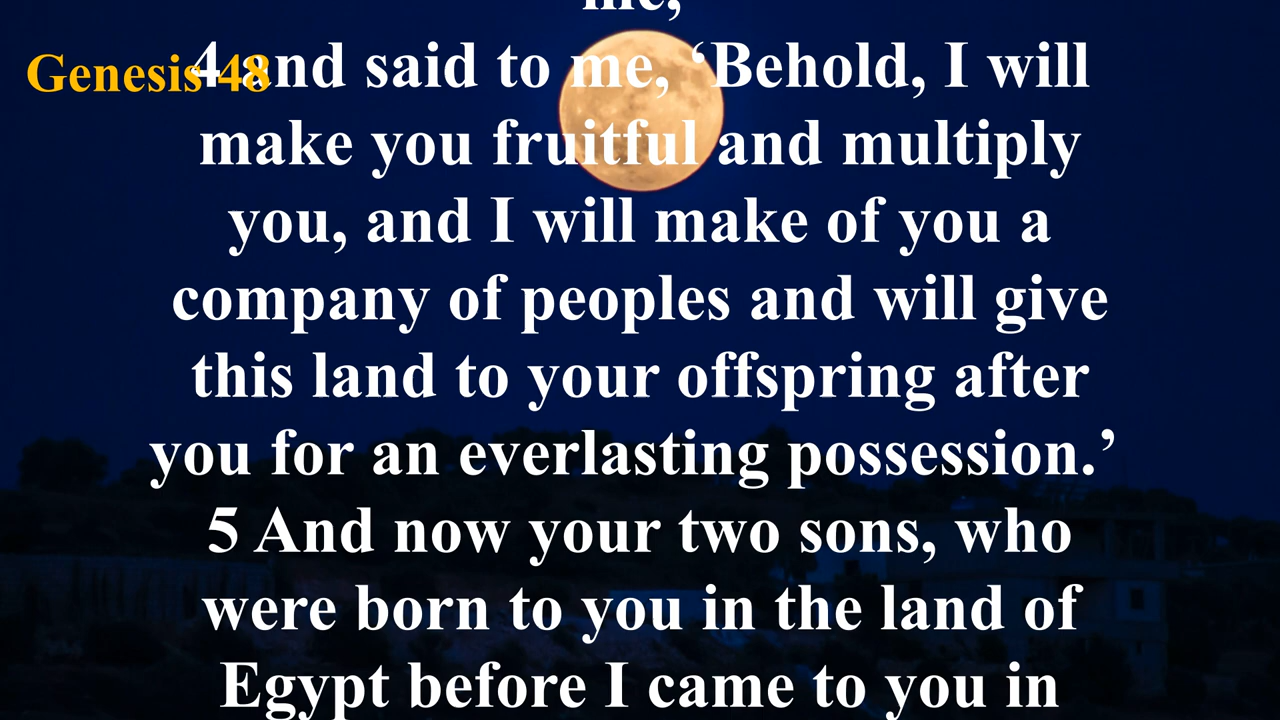 me,
Genesis 48
4 and said to me, ‘Behold, I will
make you fruitful and multiply
you, and I will make of you a
company of peoples and will give
this land to your offspring after
you for an everlasting possession.’
5 And now your two sons, who
were born to you in the land of
Egypt before I came to you in